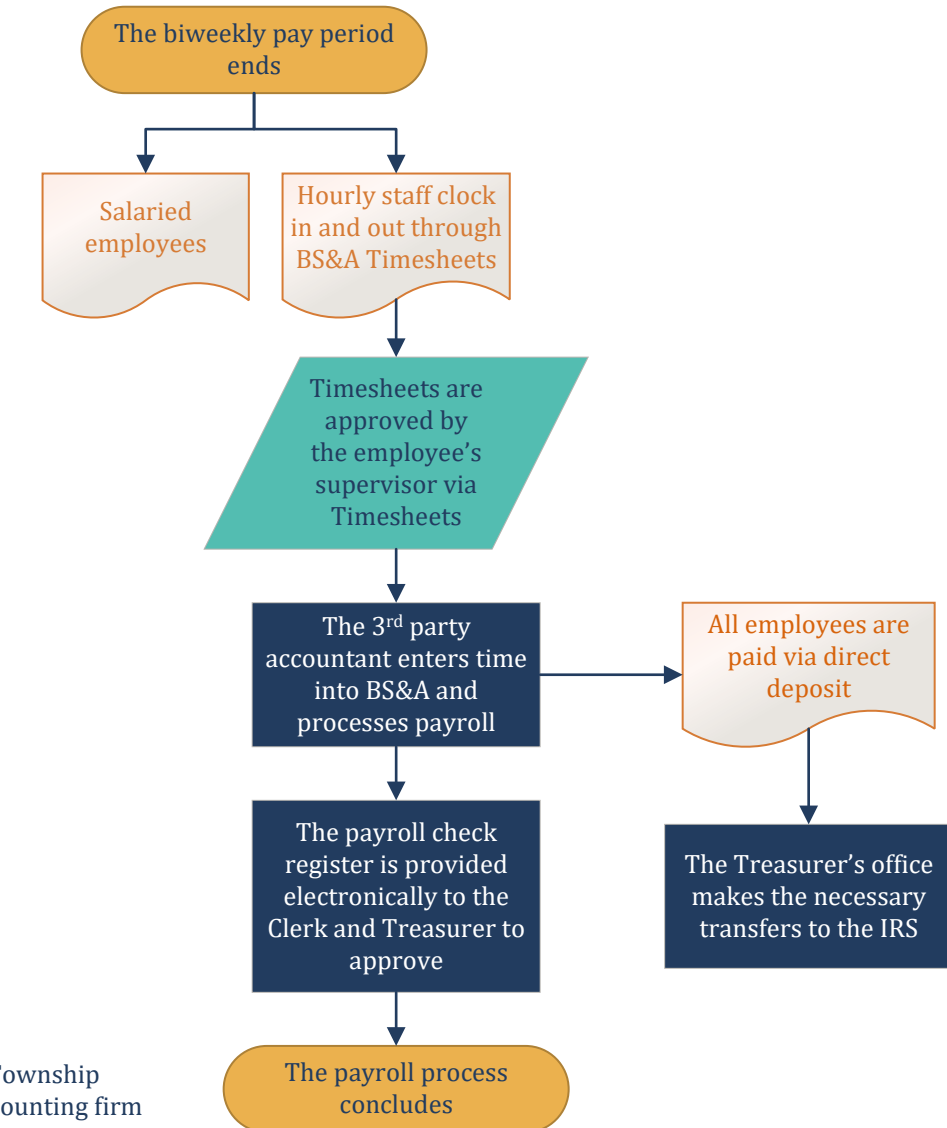 The biweekly pay period
ends
Salaried
employees
Hourly staff clock
in and out through
BS&A Timesheets
Timesheets are
approved by
the employee’s
supervisor via
Timesheets
The 3rd party
accountant enters time
into BS&A and
processes payroll
All employees are
paid via direct
deposit
The payroll check
register is provided
electronically to the
Clerk and Treasurer to
approve
The Treasurer’s office
makes the necessary
transfers to the IRS
The payroll process
concludes
Township
firm